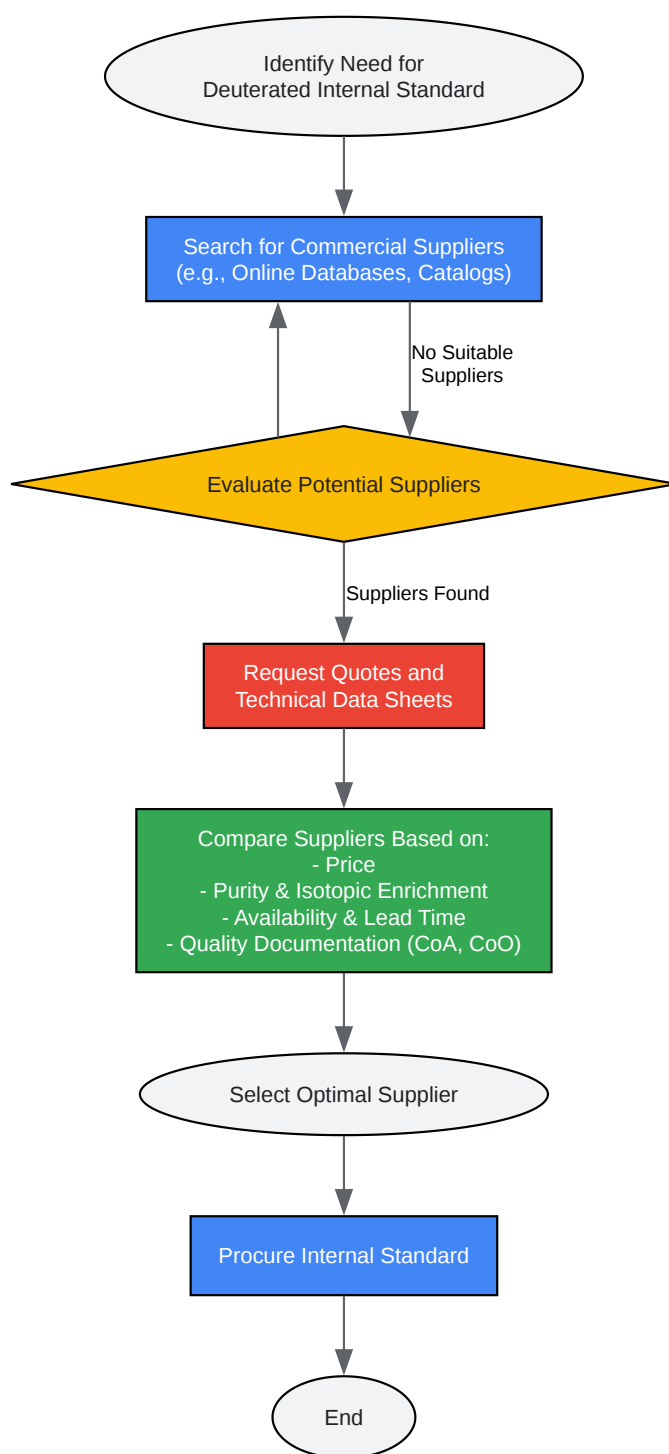 Identify Need for
Deuterated Internal Standard
Search for Commercial Suppliers
(e.g., Online Databases, Catalogs)
No Suitable
Suppliers
Evaluate Potential Suppliers
Suppliers Found
Request Quotes and
Technical Data Sheets
Compare Suppliers Based on:
- Price
- Purity & Isotopic Enrichment
- Availability & Lead Time
- Quality Documentation (CoA, CoO)
Select Optimal Supplier
Procure Internal Standard
End